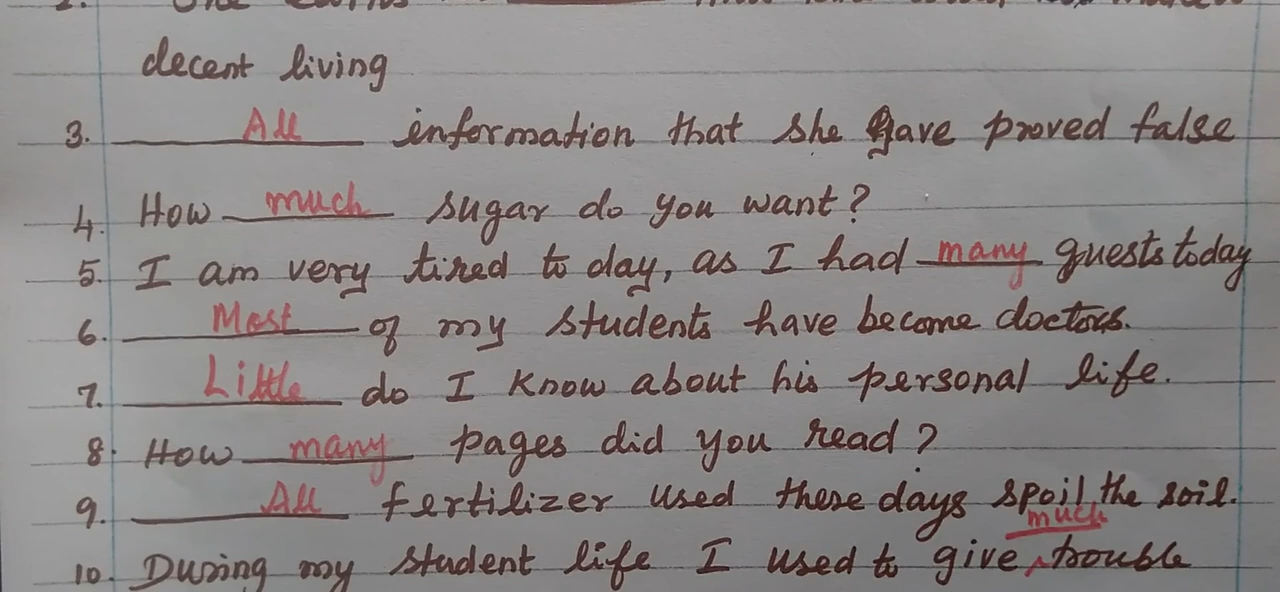 decent living
3. All information that she gave proved false
4. How much sugar do you want?
5. I am very tired to day, as I had many guests today
6. Most of my students have become doctors.
7. Little do I know about his personal life.
8. How many pages did you read?
9. All fertilizer used these days spoil the soil.
10. During my student life I used to give much trouble